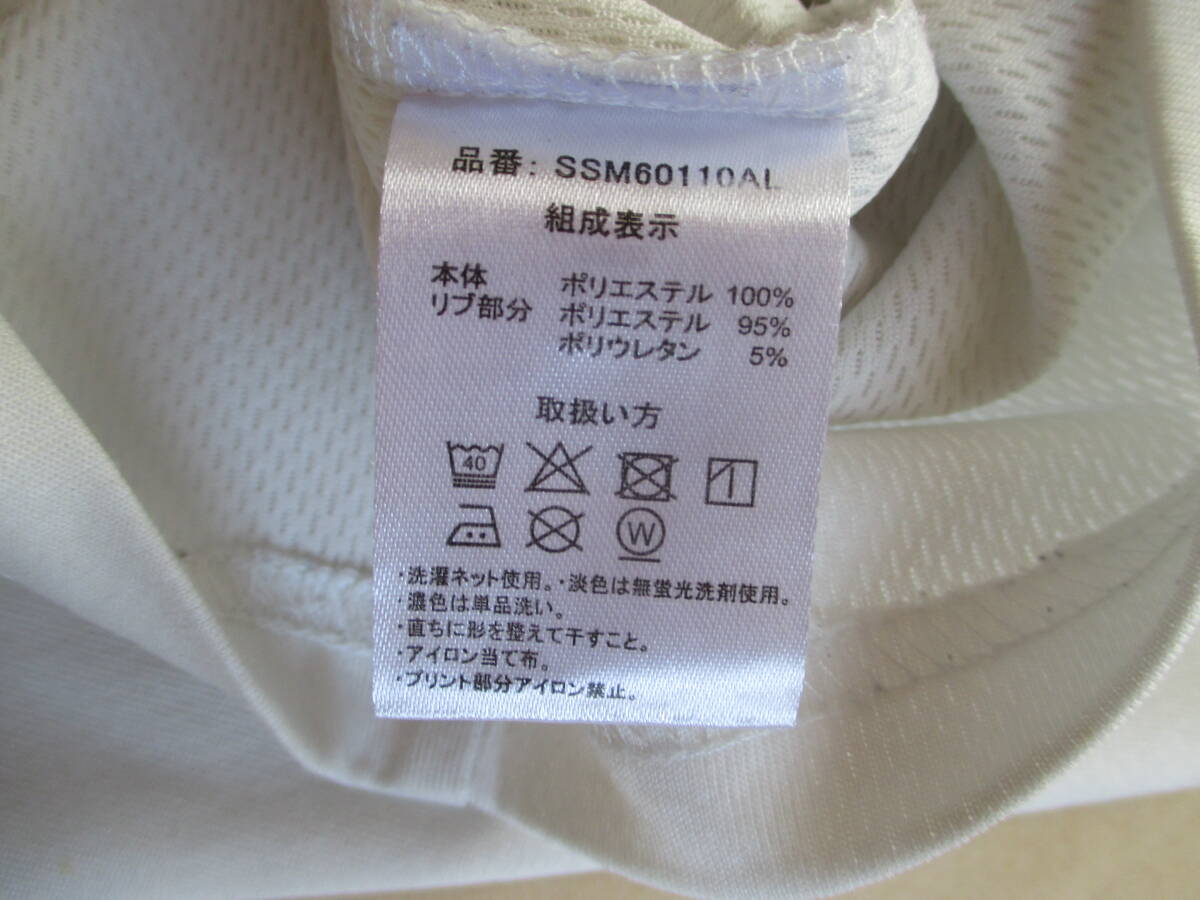 品番: SSM60110AL
組成表示
本体 ポリエステル 100%
リブ部分 ポリエステル 95%
ポリウレタン 5%
取扱い方
40
W
・洗濯ネット使用。・淡色は無蛍光洗剤使用。
・濃色は単品洗い。
・直ちに形を整えて干すこと。
・アイロン当て布。
・プリント部分アイロン禁止。